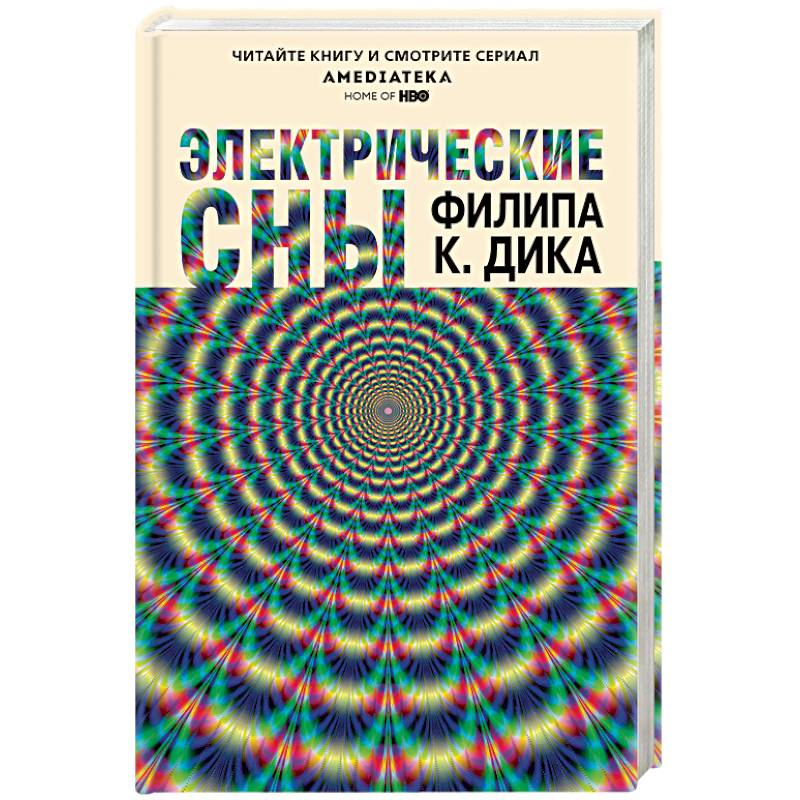 ЧИТАЙТЕ КНИГУ И СМОТРИТЕ СЕРИАЛ
AMEDIATEKA
HOME OF HBO
ЭЛЕКТРИЧЕСКИЕ
СНЫ
ФИЛИПА
К. ДИКА